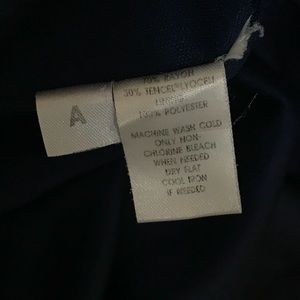 A
70% RAYON
30% TENCEL LYOCELL
LINING
100% POLYESTER
MACHINE WASH COLD
ONLY NON-
CHLORINE BLEACH
WHEN NEEDED
DRY FLAT
COOL IRON
IF NEEDED